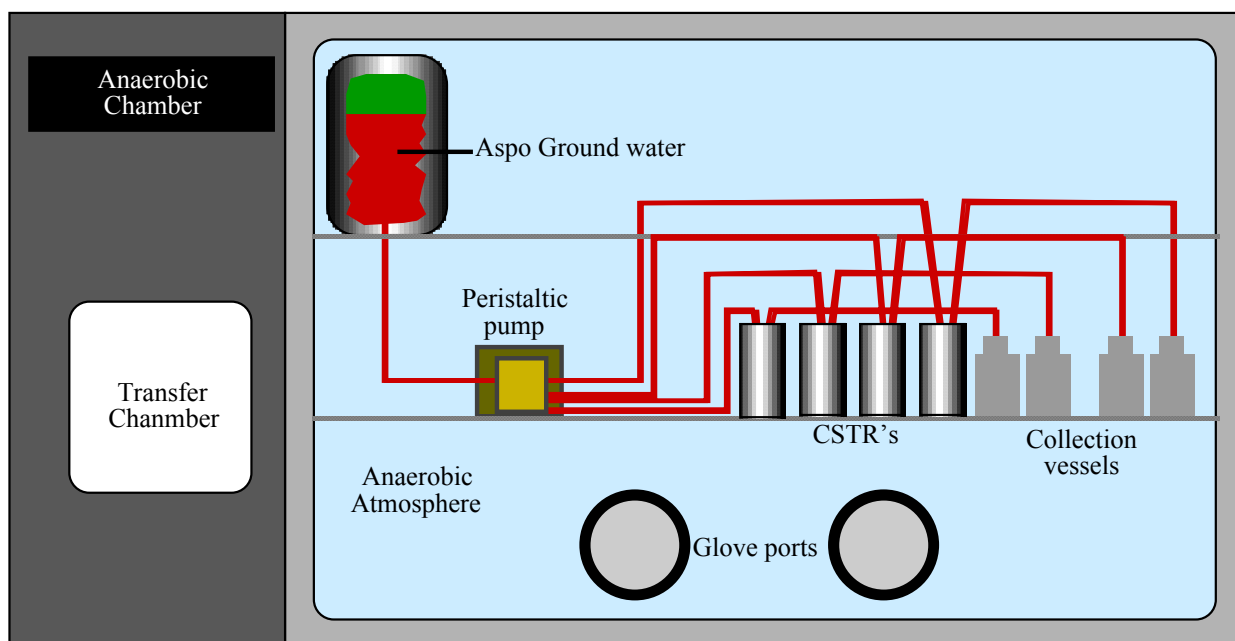 Anaerobic
Chamber
Aspo Ground water
Peristaltic
pump
Transfer
Chanmber
CSTR's
Collection
vessels
Anaerobic
Atmosphere
Glove ports